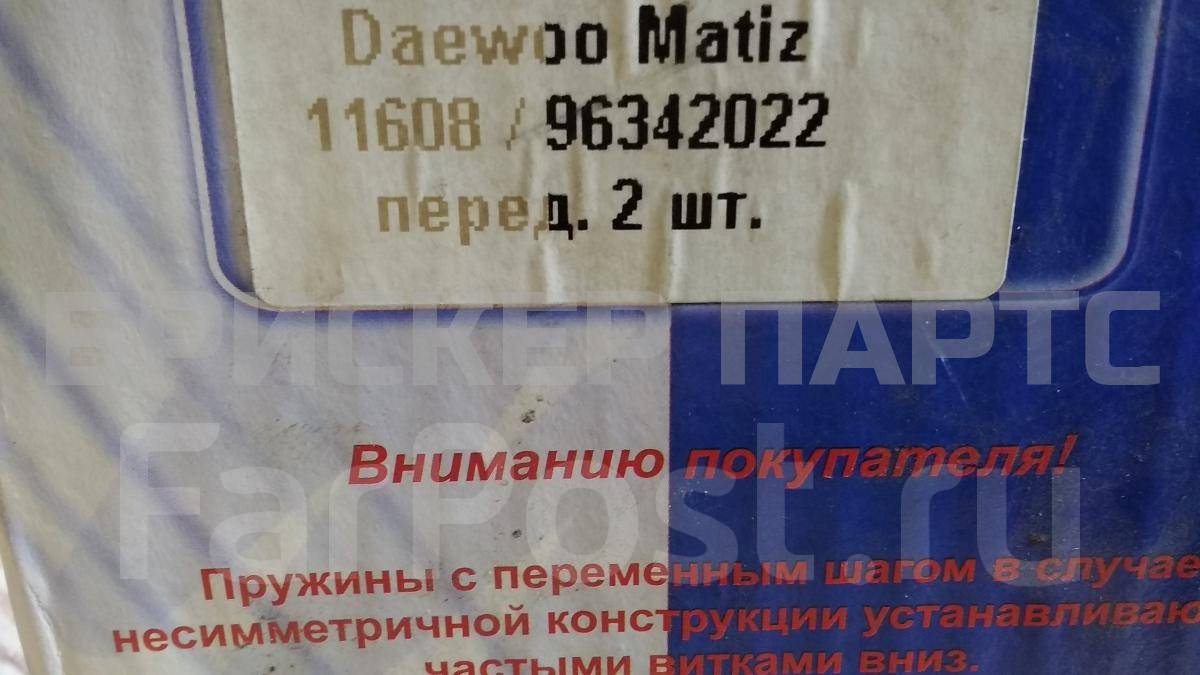 Daewoo Matiz
11608 / 96342022
перед. 2 шт.
БРИСКЕР ПАРТС
Вниманию покупателя!
FarPost.ru
Пружины с переменным шагом в случае
несимметричной конструкции устанавливаю
частыми витками вниз.